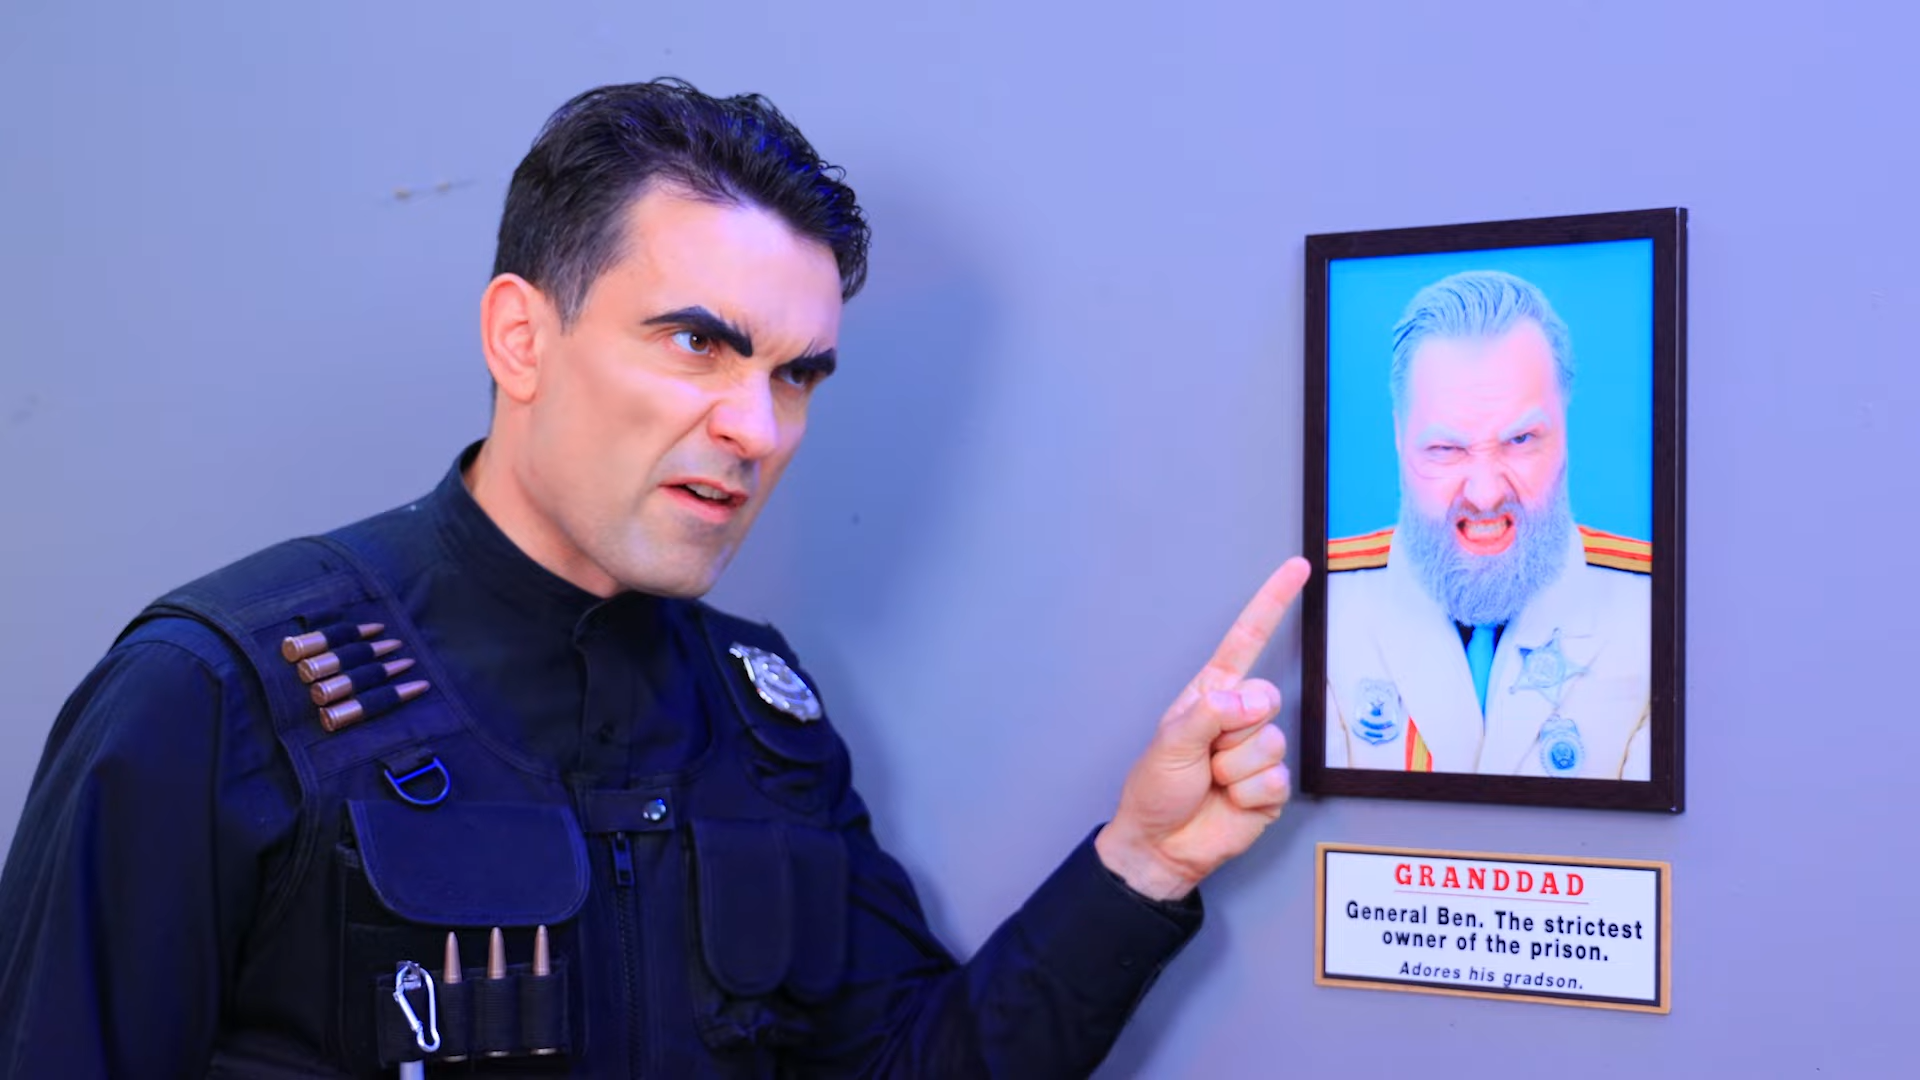 GRANDDAD
General Ben. The strictest
owner of the prison.
Adores his gradson.